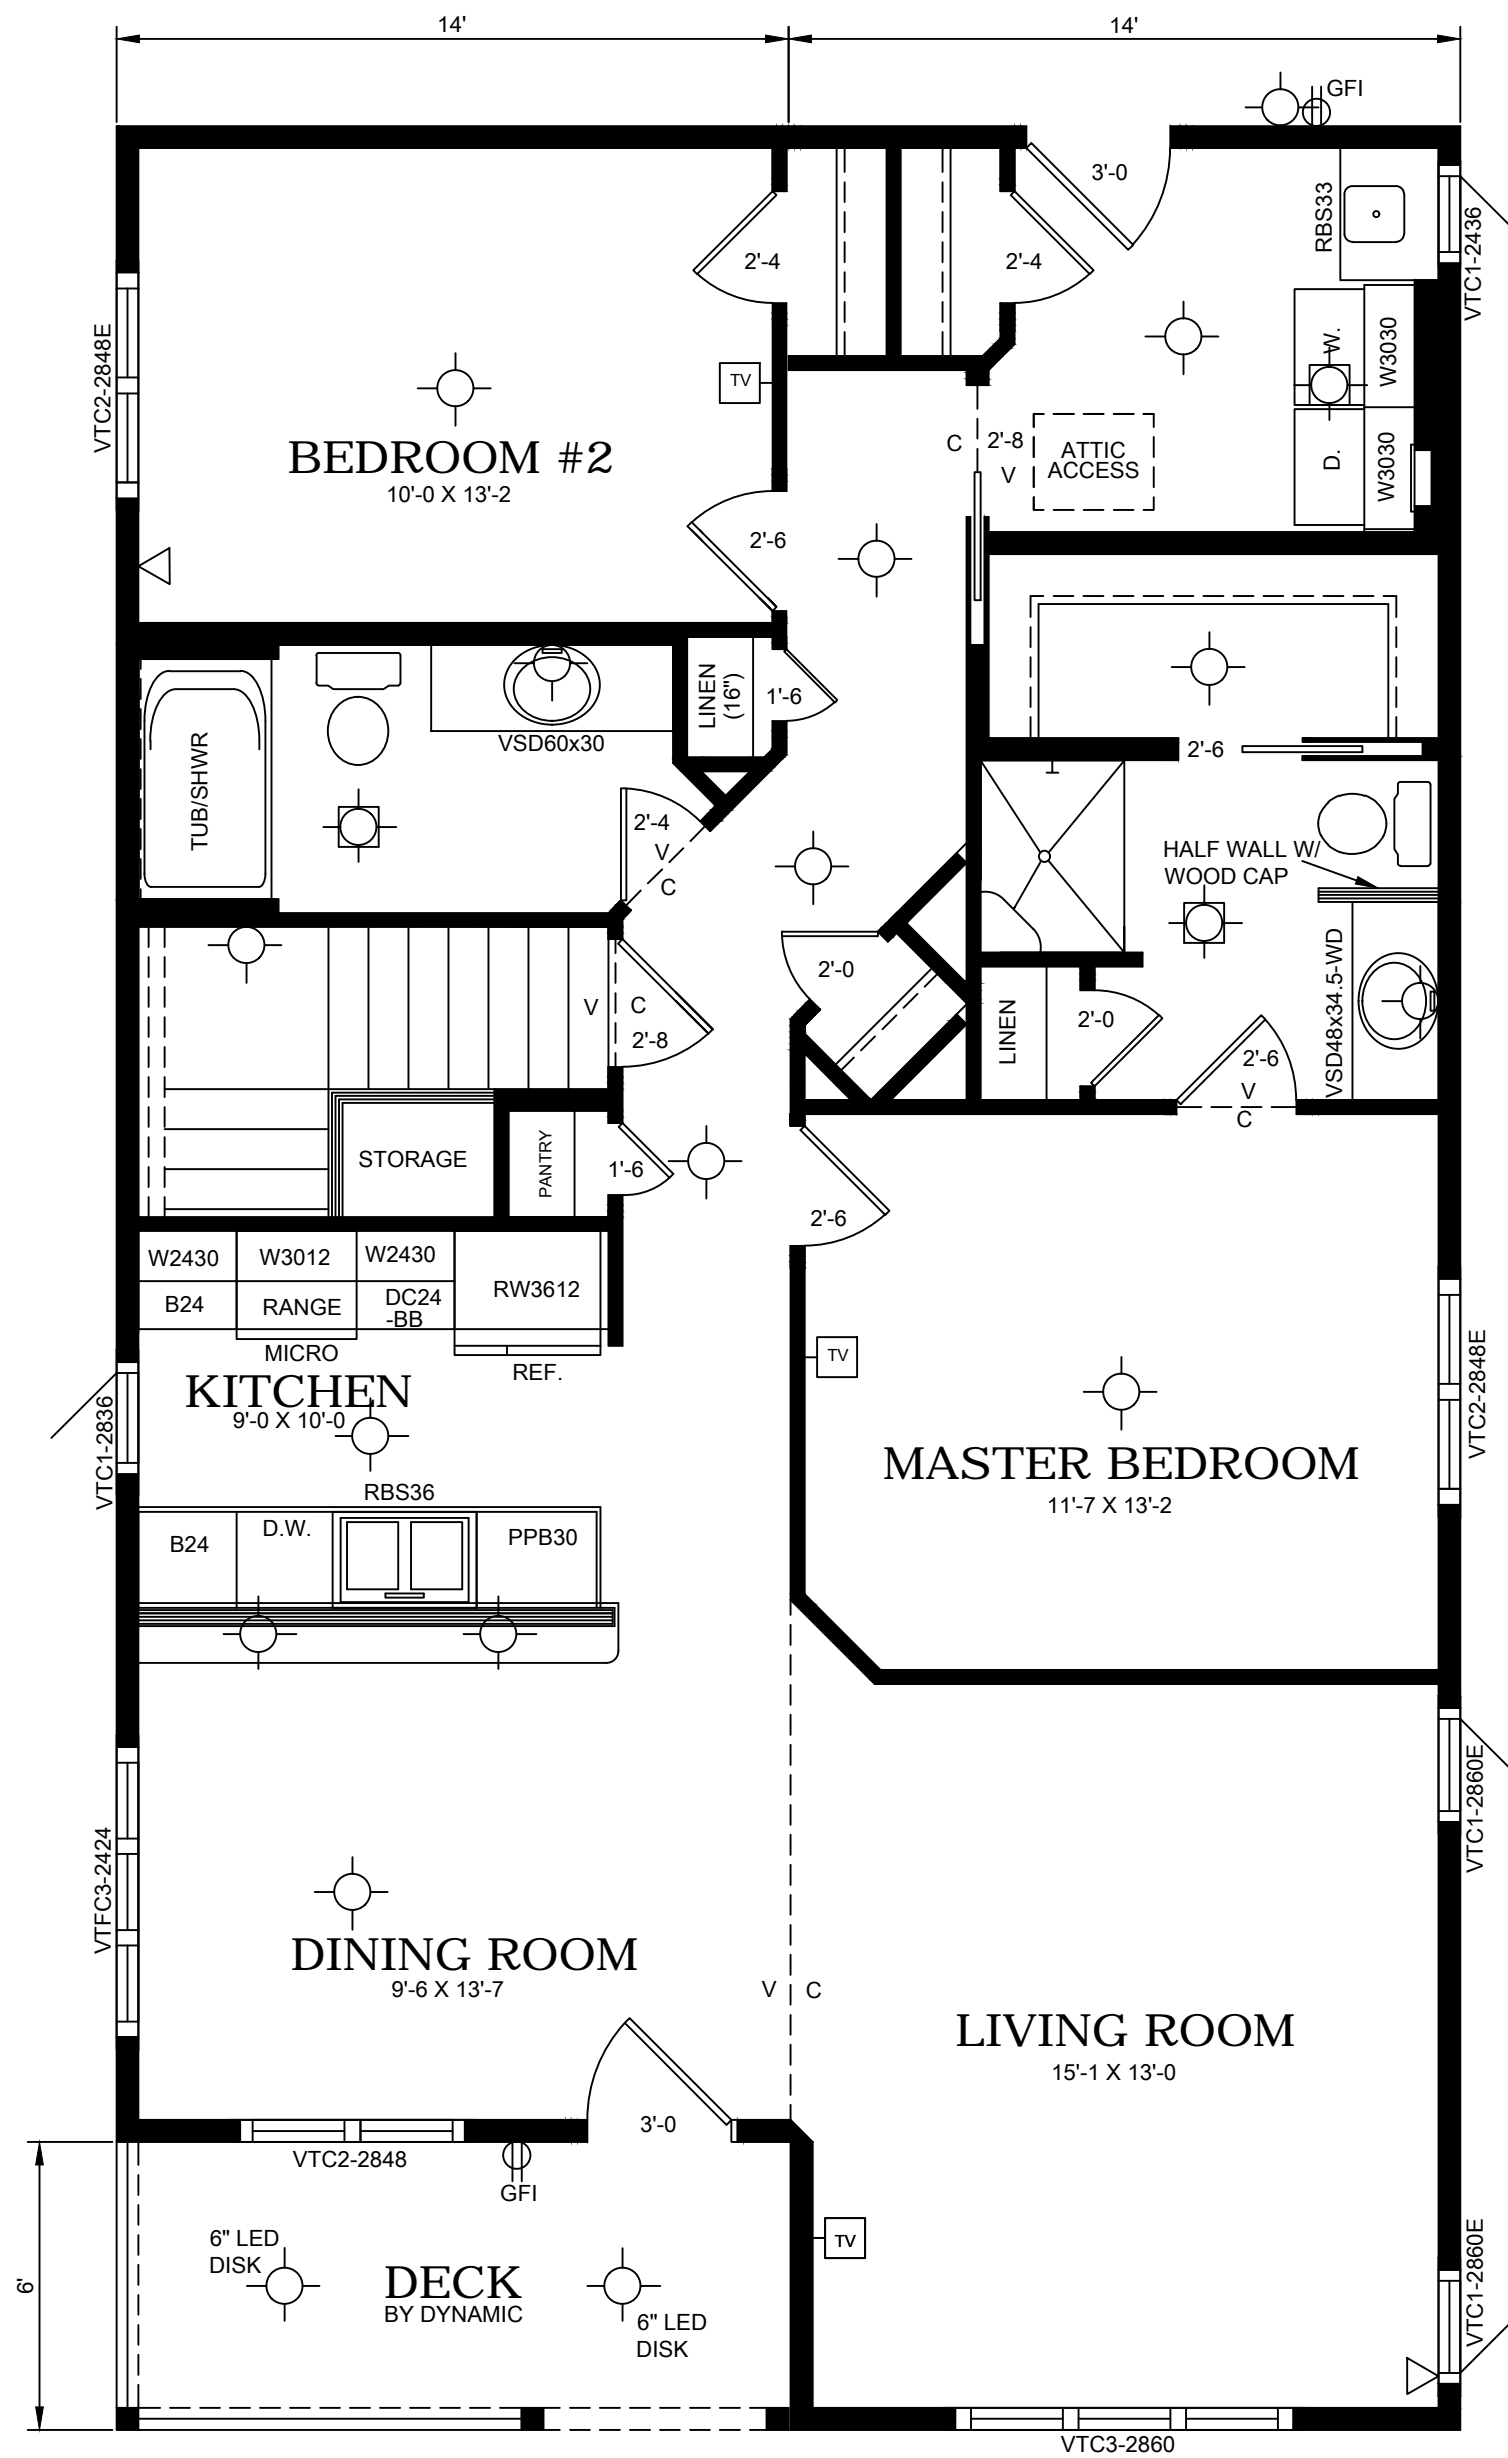 14'
14'
GFI
3'-0
RBS33
VTC1-2436
2'-4
2'-4
W.
W3030
VTC2-2848E
TV
C
2'-8
V
ATTIC
ACCESS
D.
W3030
BEDROOM #2
10'-0 X 13'-2
2'-6
LINEN
(16")
1'-6
VSD60x30
2'-6
TUB/SHWR
2'-4
V
C
HALF WALL W/
WOOD CAP
2'-0
V
C
2'-8
LINEN
2'-0
VSD48x34.5-WD
2'-6
V
C
STORAGE
PANTRY
1'-6
2'-6
W2430
W3012
W2430
B24
RANGE
DC24
-BB
RW3612
MICRO
REF.
TV
VTC2-2848E
KITCHEN
9'-0 X 10'-0
VTC1-2836
MASTER BEDROOM
11'-7 X 13'-2
RBS36
B24
D.W.
PPB30
VTC1-2860E
VTFC3-2424
DINING ROOM
9'-6 X 13'-7
V
C
LIVING ROOM
15'-1 X 13'-0
3'-0
VTC2-2848
GFI
6" LED
DISK
TV
6'
DECK
BY DYNAMIC
6" LED
DISK
VTC1-2860E
VTC3-2860